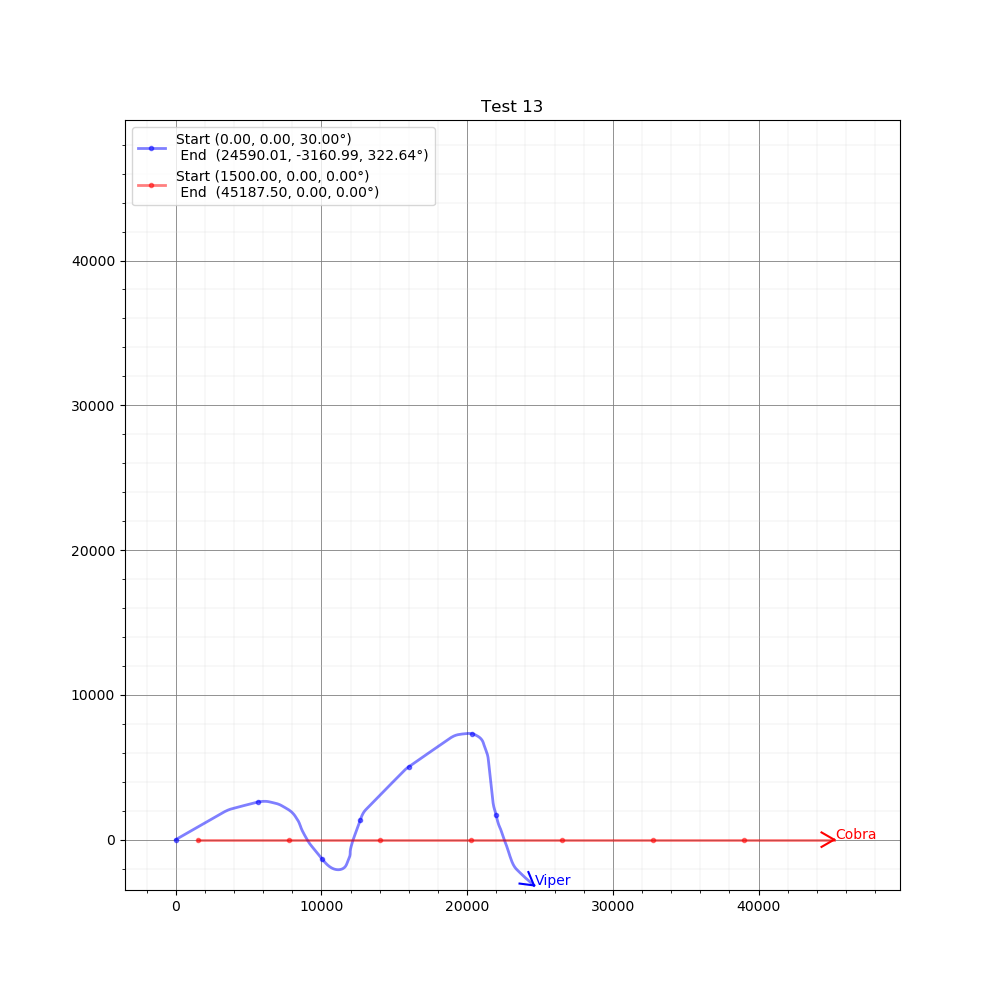 Test 13
Start (0.00, 0.00, 30.00°)
End  (24590.01, -3160.99, 322.64°)
Start (1500.00, 0.00, 0.00°)
End  (45187.50, 0.00, 0.00°)
40000
30000
20000
10000
0
Cobra
Viper
0 10000 20000 30000 40000